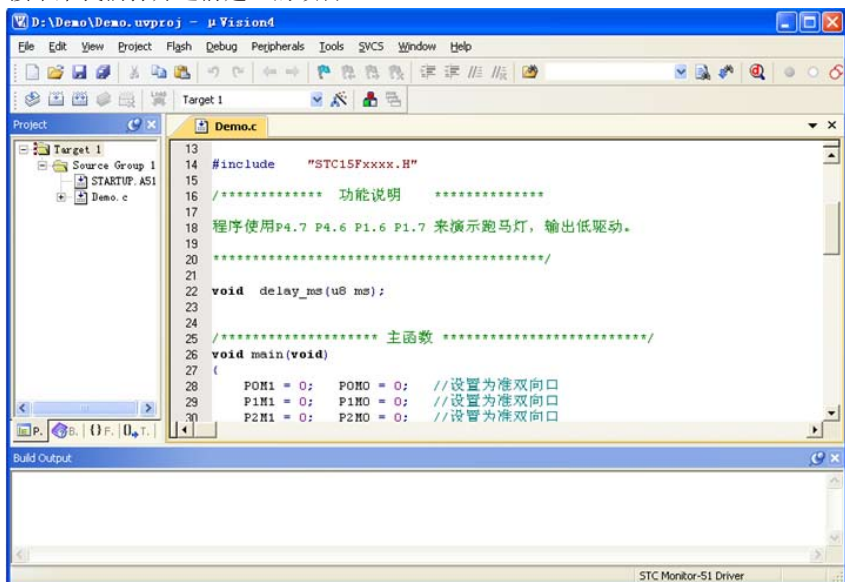 D:\Demo\Demo.uvproj - µVision4
File Edit View Project Flash Debug Peripherals Tools SVCS Window Help
Target 1
Project
Demo.c
Target 1
Source Group 1
STARTUP.A51
Demo.c
13
14 #include "STC15Fxxxx.H"
15
16 /************* 功能说明 **************
17
18 程序使用P4.7 P4.6 P1.6 P1.7 来演示跑马灯，输出低驱动。
19
20 ******************************************/
21
22 void delay_ms(u8 ms);
23
24
25 /******************** 主函数 **************************/
26 void main(void)
27 {
28 P0M1 = 0; P0M0 = 0; //设置为准双向口
29 P1M1 = 0; P1M0 = 0; //设置为准双向口
30 P2M1 = 0; P2M0 = 0; //设置为准双向口
P. B. {} F. 0 T.
Build Output
STC Monitor-51 Driver